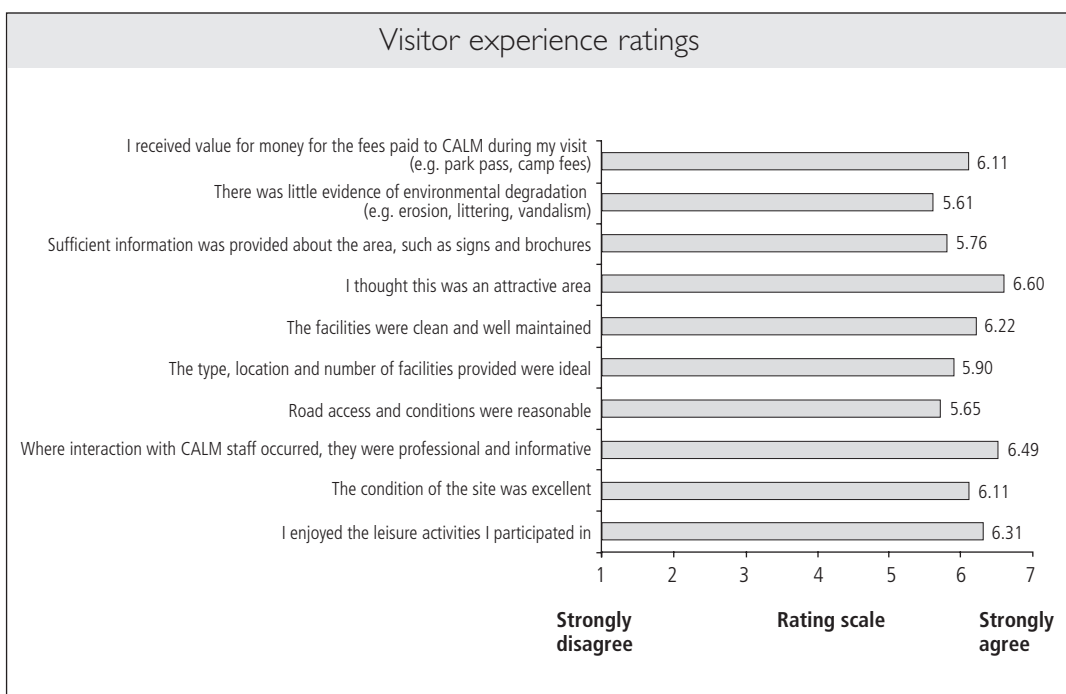 Visitor experience ratings
I received value for money for the fees paid to CALM during my visit
(e.g. park pass, camp fees)
6.11
There was little evidence of environmental degradation
(e.g. erosion, littering, vandalism)
5.61
Sufficient information was provided about the area, such as signs and brochures
5.76
I thought this was an attractive area
6.60
The facilities were clean and well maintained
6.22
The type, location and number of facilities provided were ideal
5.90
Road access and conditions were reasonable
5.65
Where interaction with CALM staff occurred, they were professional and informative
6.49
The condition of the site was excellent
6.11
I enjoyed the leisure activities I participated in
6.31
1 2 3 4 5 6 7
Strongly
disagree
Rating scale
Strongly
agree